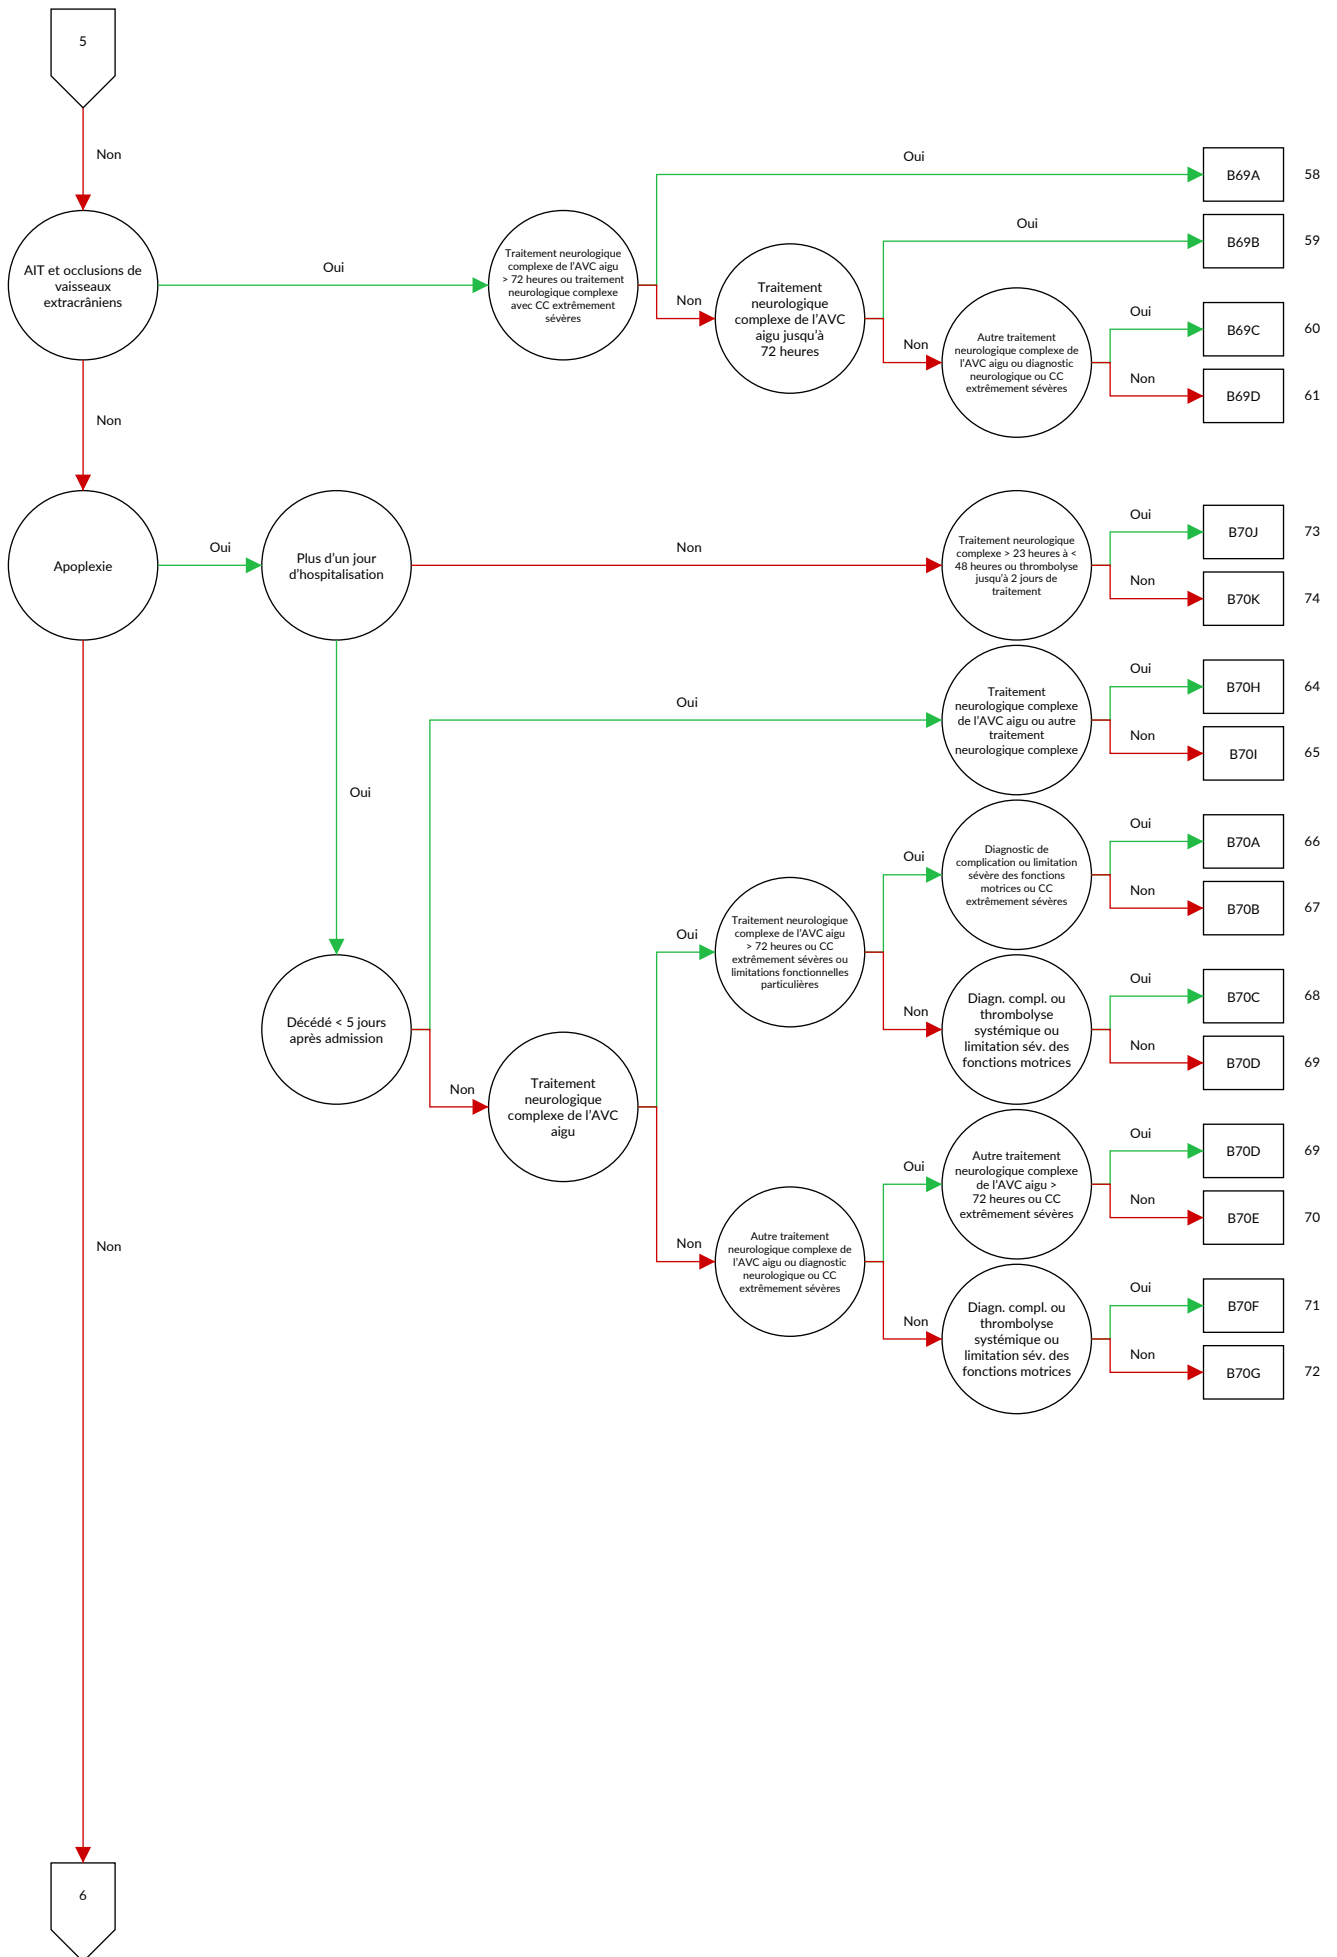 5
Non
AIT et occlusions de
vaisseaux
extracrâniens
Oui
Traitement neurologique
complexe de l'AVC aigu
> 72 heures ou traitement
neurologique complexe
avec CC extrêmement
sévères
Oui
B69A
58
Non
Traitement
neurologique
complexe de l'AVC
aigu jusqu'à
72 heures
Oui
B69B
59
Non
Autre traitement
neurologique complexe de
l'AVC aigu ou diagnostic
neurologique ou CC
extrêmement sévères
Oui
B69C
60
Non
B69D
61
Non
Apoplexie
Oui
Plus d'un jour
d'hospitalisation
Non
Traitement neurologique
complexe > 23 heures à <
48 heures ou thrombolyse
jusqu'à 2 jours de
traitement
Oui
B70J
73
Non
B70K
74
Oui
Décédé < 5 jours
après admission
Oui
Traitement
neurologique complexe
de l'AVC aigu ou autre
traitement
neurologique complexe
Oui
B70H
64
Non
B70I
65
Non
Traitement
neurologique
complexe de l'AVC
aigu
Oui
Traitement neurologique
complexe de l'AVC aigu
> 72 heures ou CC
extrêmement sévères ou
limitations fonctionnelles
particulières
Oui
Diagnostic de
complication ou limitation
sévère des fonctions
motrices ou CC
extrêmement sévères
Oui
B70A
66
Non
B70B
67
Non
Diagn. compl. ou
thrombolyse
systémique ou
limitation sév. des
fonctions motrices
Oui
B70C
68
Non
B70D
69
Non
Autre traitement
neurologique complexe de
l'AVC aigu ou diagnostic
neurologique ou CC
extrêmement sévères
Oui
Autre traitement
neurologique complexe
de l'AVC aigu >
72 heures ou CC
extrêmement sévères
Oui
B70D
69
Non
B70E
70
Non
Diagn. compl. ou
thrombolyse
systémique ou
limitation sév. des
fonctions motrices
Oui
B70F
71
Non
B70G
72
Non
6